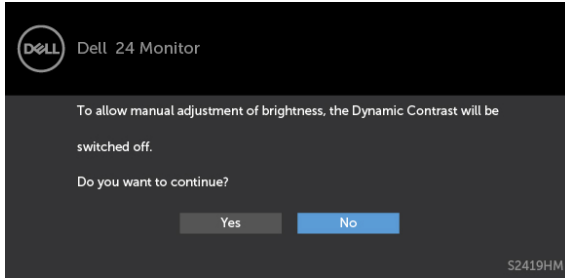 DELL
Dell 24 Monitor
To allow manual adjustment of brightness, the Dynamic Contrast will be
switched off.
Do you want to continue?
Yes
No
S2419HM